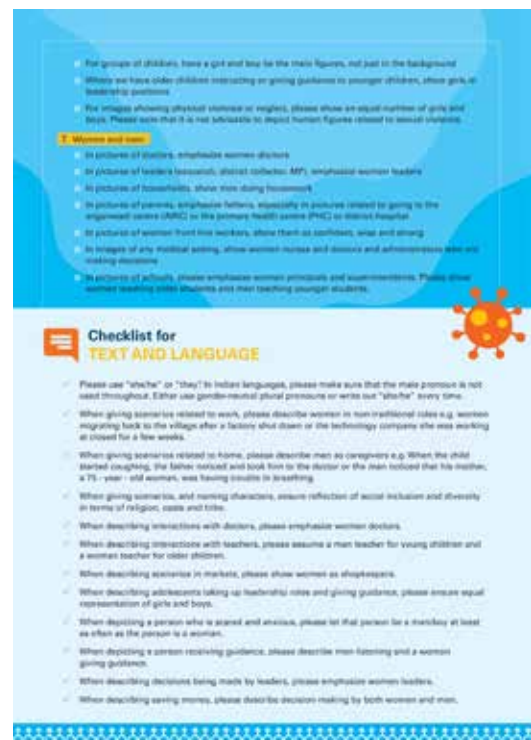 For groups of children, have a girl and boy be the main figures, not just in the background
Where we have older children instructing or giving guidance to younger children, show girls in
leadership positions
For images showing physical violence or neglect, please show an equal number of girls and
boys. Please note that it is not advisable to depict human figures related to sexual violence.
7. Women and men
In pictures of doctors, emphasize women doctors
In pictures of leaders (sarpanch, district collector, MP), emphasize women leaders
In pictures of households, show men doing housework
In pictures of parents, emphasize fathers, especially in pictures related to going to the
anganwadi centre (AWC) or the primary health centre (PHC) or district hospital
In pictures of women front line workers, show them as confident, wise and strong
In images of any medical setting, show women nurses and doctors and administrators who are
making decisions
In pictures of schools, please emphasize women principals and superintendents. Please show
women teaching older students and men teaching younger students.
Checklist for
TEXT AND LANGUAGE
Please use "she/he" or "they". In Indian languages, please make sure that the male pronoun is not
used throughout. Either use gender-neutral plural pronouns or write out "she/he" every time.
When giving scenarios related to work, please describe women in non-traditional roles e.g. women
migrating back to the village after a factory shut down or the technology company she was working
at closed for a few weeks.
When giving scenarios related to home, please describe men as caregivers e.g. When the child
started coughing, the father noticed and took him to the doctor or the man noticed that his mother,
a 75 - year - old woman, was having trouble in breathing.
When giving scenarios, and naming characters, ensure reflection of social inclusion and diversity
in terms of religion, caste and tribe.
When describing interactions with doctors, please emphasize women doctors.
When describing interactions with teachers, please assume a man teacher for young children and
a woman teacher for older children.
When describing scenarios in markets, please show women as shopkeepers.
When describing adolescents taking up leadership roles and giving guidance, please ensure equal
representation of girls and boys.
When depicting a person who is scared and anxious, please let that person be a man/boy at least
as often as the person is a woman.
When depicting a person receiving guidance, please describe men listening and a woman
giving guidance.
When describing decisions being made by leaders, please emphasize women leaders.
When describing saving money, please describe decision-making by both women and men.